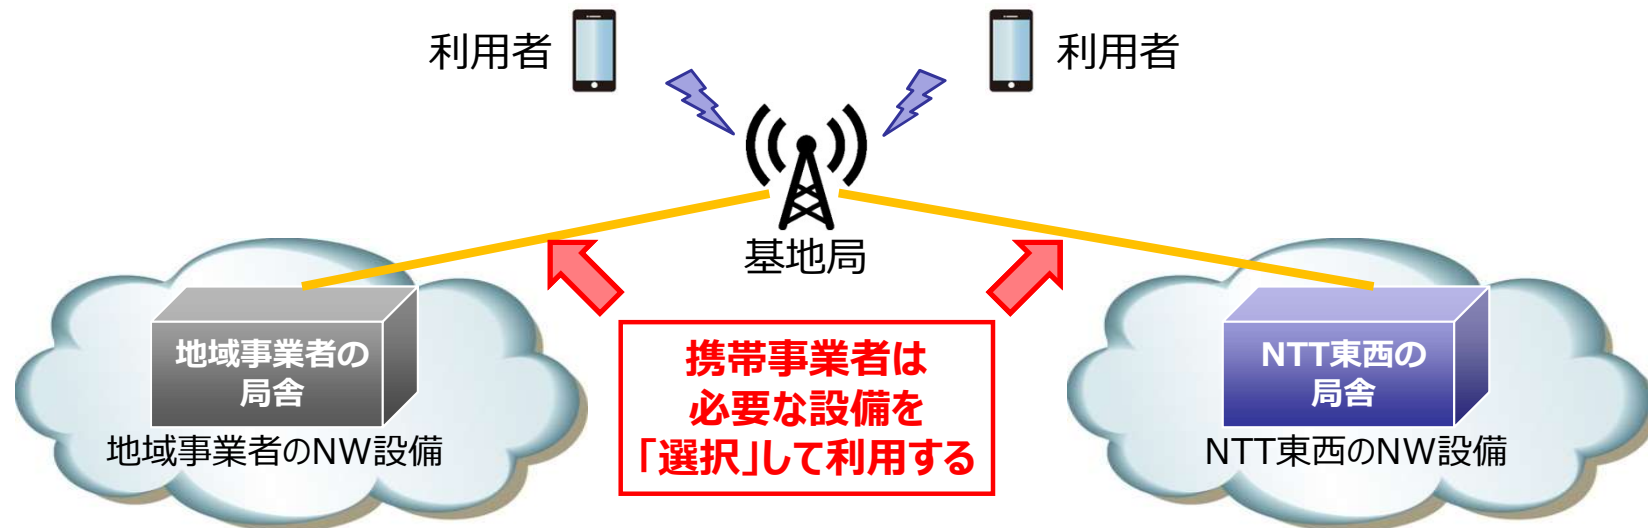 利用者
利用者
基地局
地域事業者の
局舎
地域事業者のNW設備
携帯事業者は
必要な設備を
「選択」して利用する
NTT東西の
局舎
NTT東西のNW設備